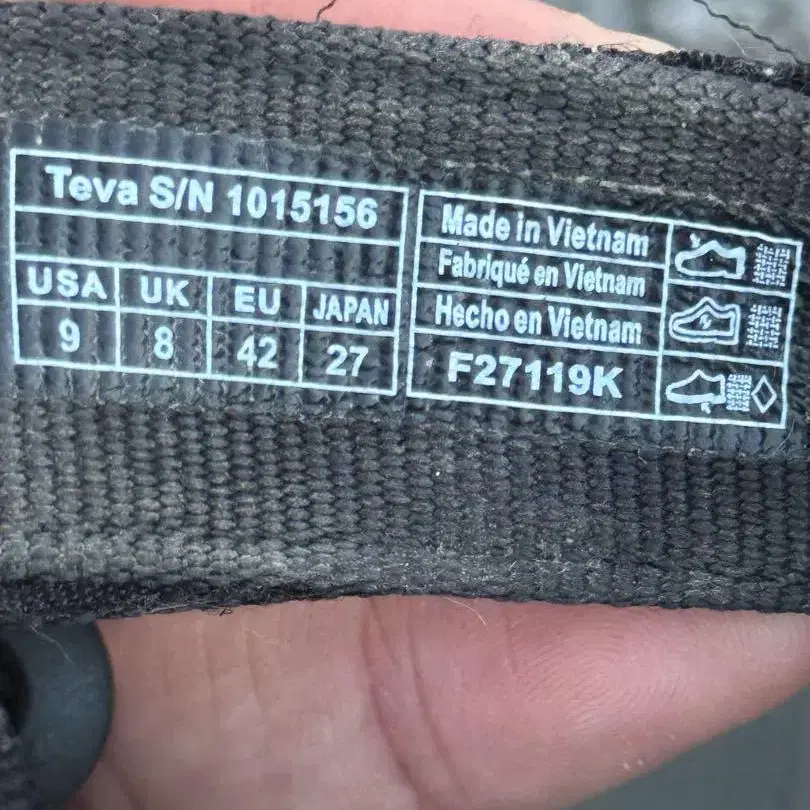 Teva S/N 1015156
USA UK EU JAPAN
9 8 42 27
Made in Vietnam
Fabriqué en Vietnam
Hecho en Vietnam
F27119K